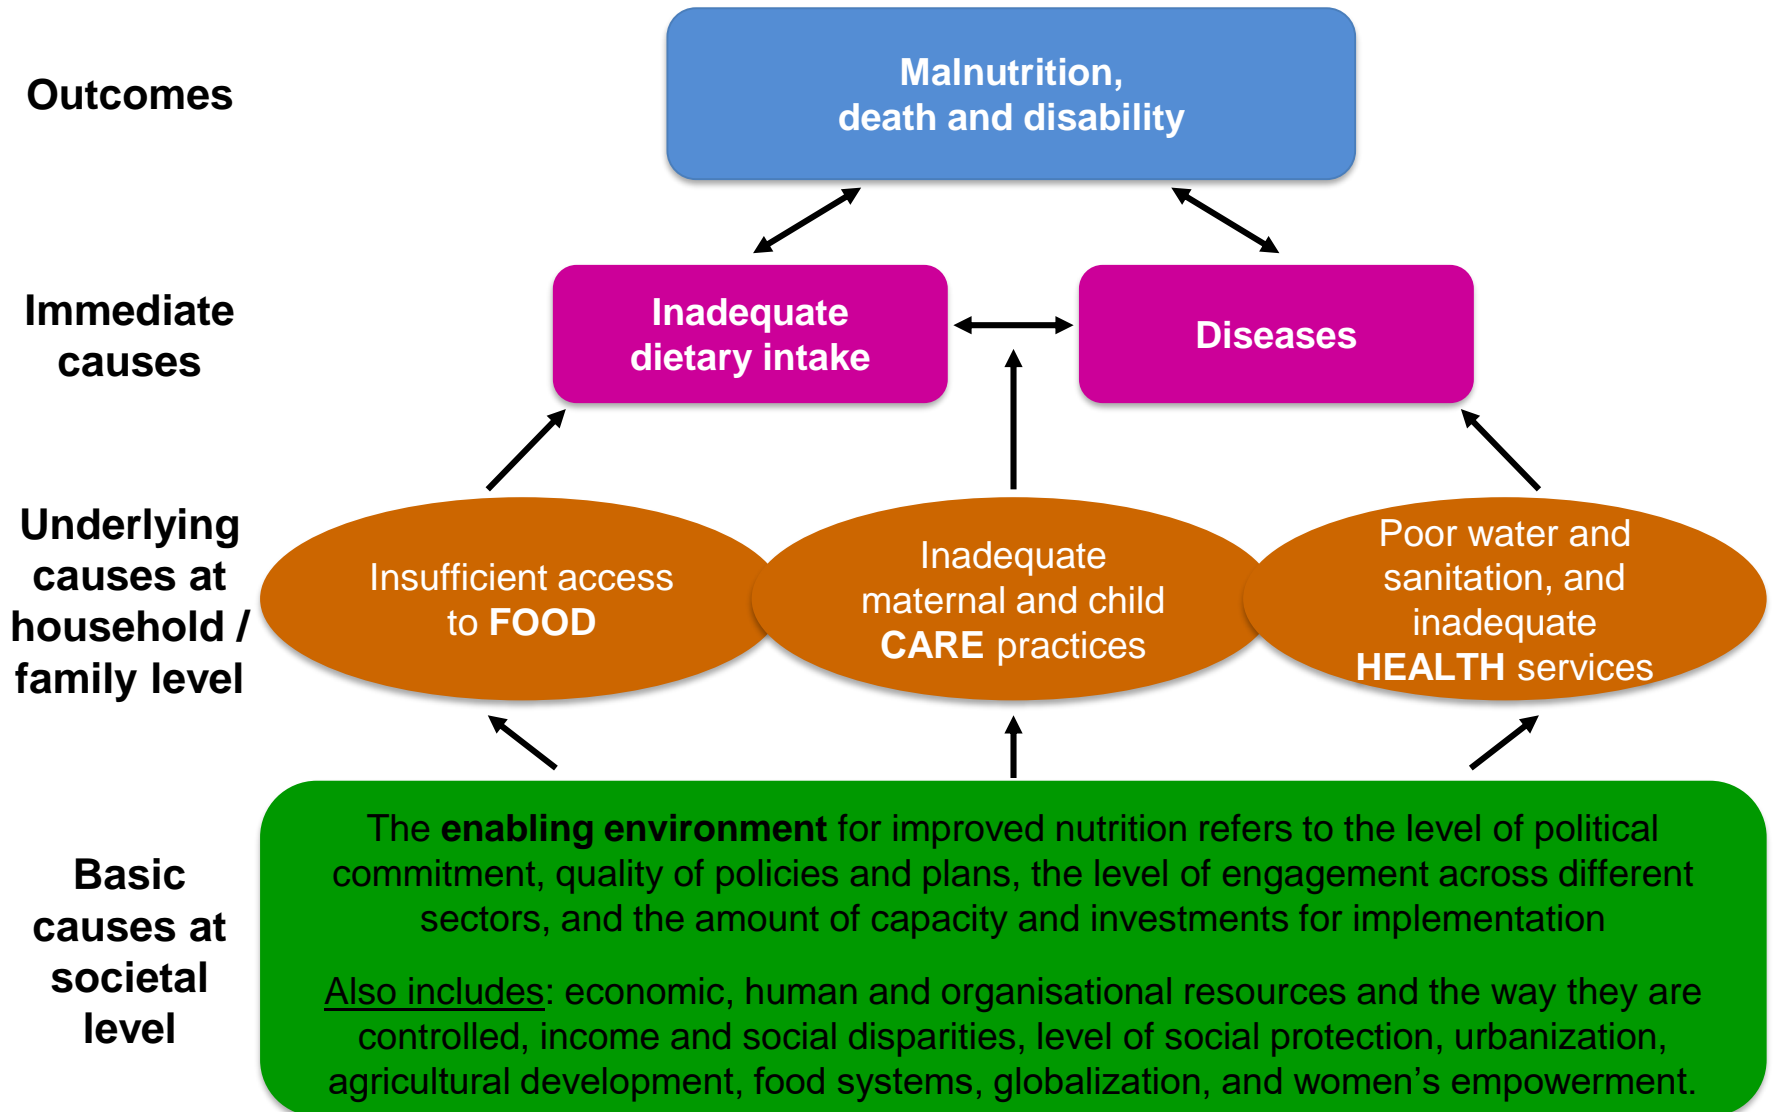 Outcomes
Malnutrition,
death and disability
Immediate
causes
Inadequate
dietary intake
Diseases
Underlying
causes at
household /
family level
Insufficient access
to FOOD
Inadequate
maternal and child
CARE practices
Poor water and
sanitation, and
inadequate
HEALTH services
Basic
causes at
societal
level
The enabling environment for improved nutrition refers to the level of political
commitment, quality of policies and plans, the level of engagement across different
sectors, and the amount of capacity and investments for implementation
Also includes: economic, human and organisational resources and the way they are
controlled, income and social disparities, level of social protection, urbanization,
agricultural development, food systems, globalization, and women’s empowerment.